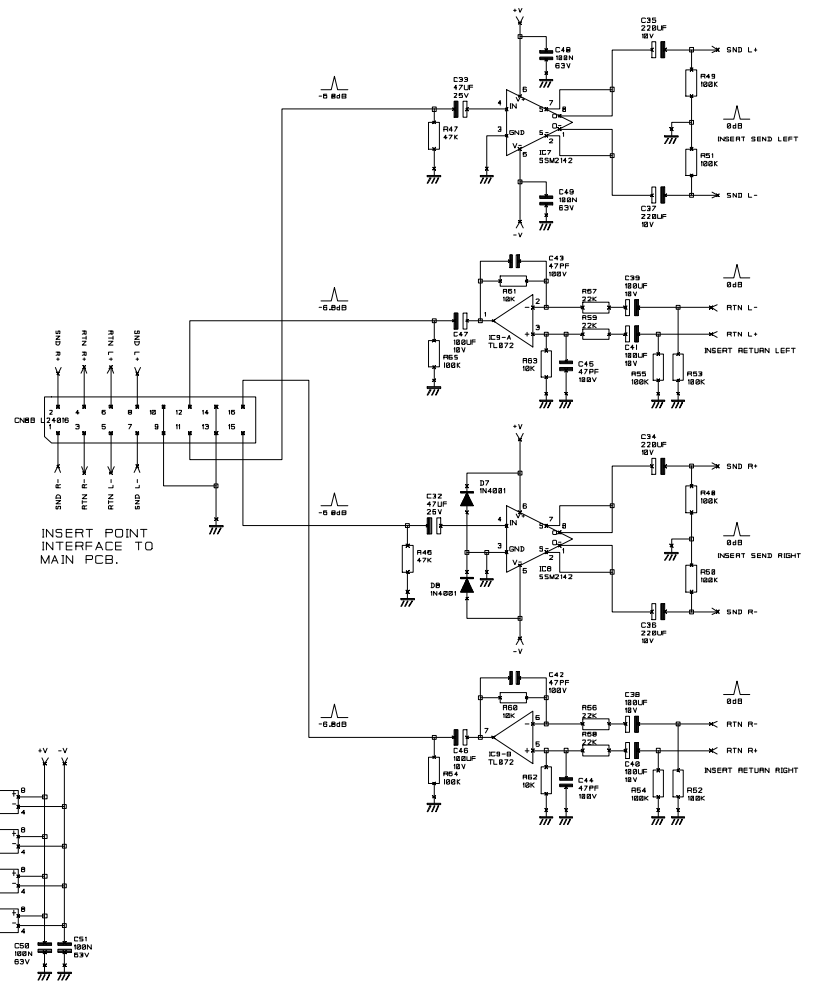 +V
C48
100N
63V
C35
220UF
10V
SND L+
C33
47UF
25V
-6.0dB
R47
47K
4 IN
V+ 6
3 GND
V- 5
S 7
O 8
O 1
S 2
IC7
SSM2142
R49
100K
0dB
INSERT SEND LEFT
R51
100K
C49
100N
63V
C37
220UF
10V
SND L-
-V
C43
47PF
100V
R61
10K
R57
22K
C39
100UF
10V
0dB
RTN L-
-6.0dB
1
C47
100UF
10V
2
3
IC9-A
TL072
R59
22K
C41
100UF
10V
RTN L+
INSERT RETURN LEFT
R65
100K
R63
10K
C45
47PF
100V
R55
100K
R53
100K
SND R+
RTN R+
RTN L+
SND L+
2 4 6 8 10 12 14 16
CN88 L24016
1 3 5 7 9 11 13 15
SND R-
RTN R-
RTN L-
SND L-
INSERT POINT
INTERFACE TO
MAIN PCB.
+V
D7
1N4001
C34
220UF
10V
SND R+
-6.0dB
C32
47UF
25V
R46
47K
4 IN
V+ 6
3 GND
V- 5
S 7
O 8
O 1
S 2
IC8
SSM2142
D8
1N4001
R48
100K
0dB
INSERT SEND RIGHT
R50
100K
C36
220UF
10V
SND R-
-V
C42
47PF
100V
R60
10K
R56
22K
C38
100UF
10V
0dB
RTN R-
-6.0dB
7
C46
100UF
10V
6
5
IC9-B
TL072
R58
22K
C40
100UF
10V
RTN R+
INSERT RETURN RIGHT
R64
100K
R62
10K
C44
47PF
100V
R54
100K
R52
100K
+V -V
8
4
8
4
8
4
8
4
C50
100N
63V
C51
100N
63V